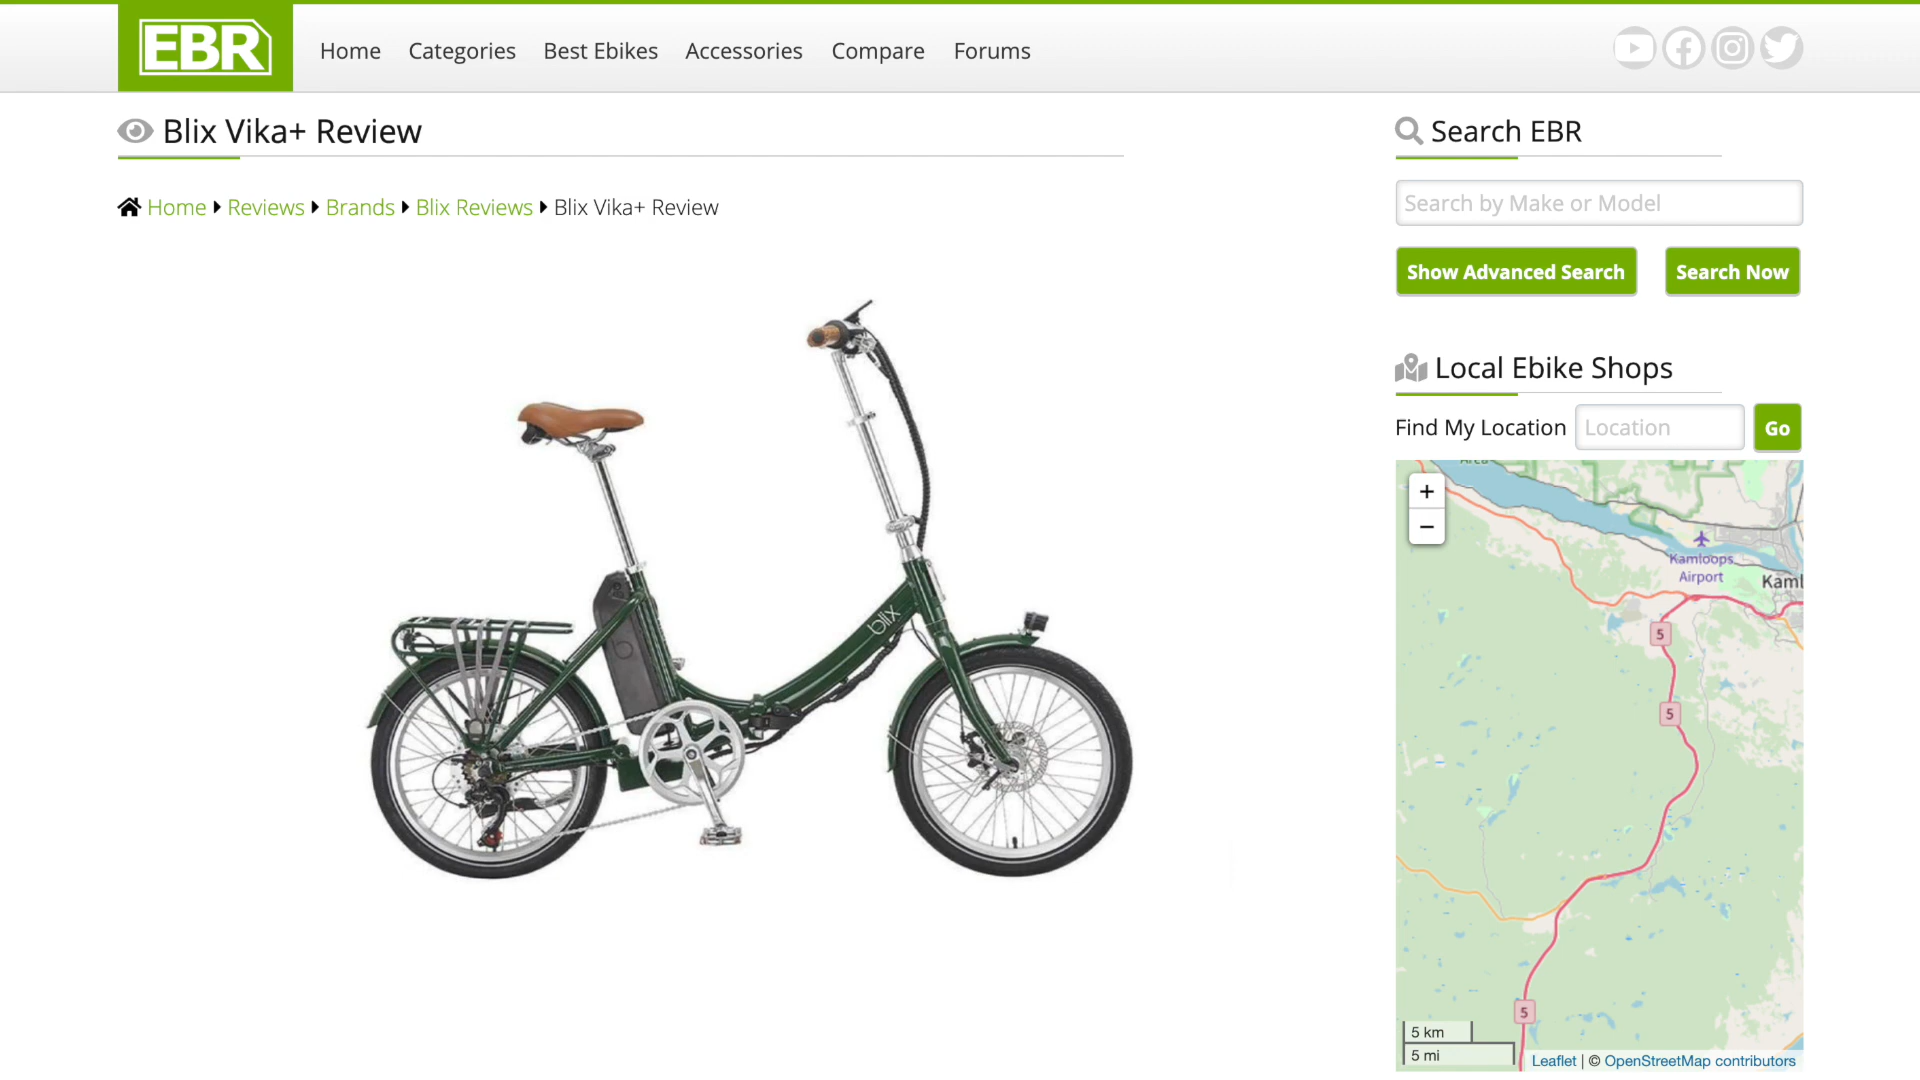 EBR
Home Categories Best Ebikes Accessories Compare Forums
Blix Vika+ Review
Home Reviews Brands Blix Reviews Blix Vika+ Review
blix
Search EBR
Search by Make or Model
Show Advanced Search Search Now
Local Ebike Shops
Find My Location Location Go
Area
+
−
Kamloops
Airport
Kaml
5
5
5
5 km
5 mi
Leaflet | © OpenStreetMap contributors